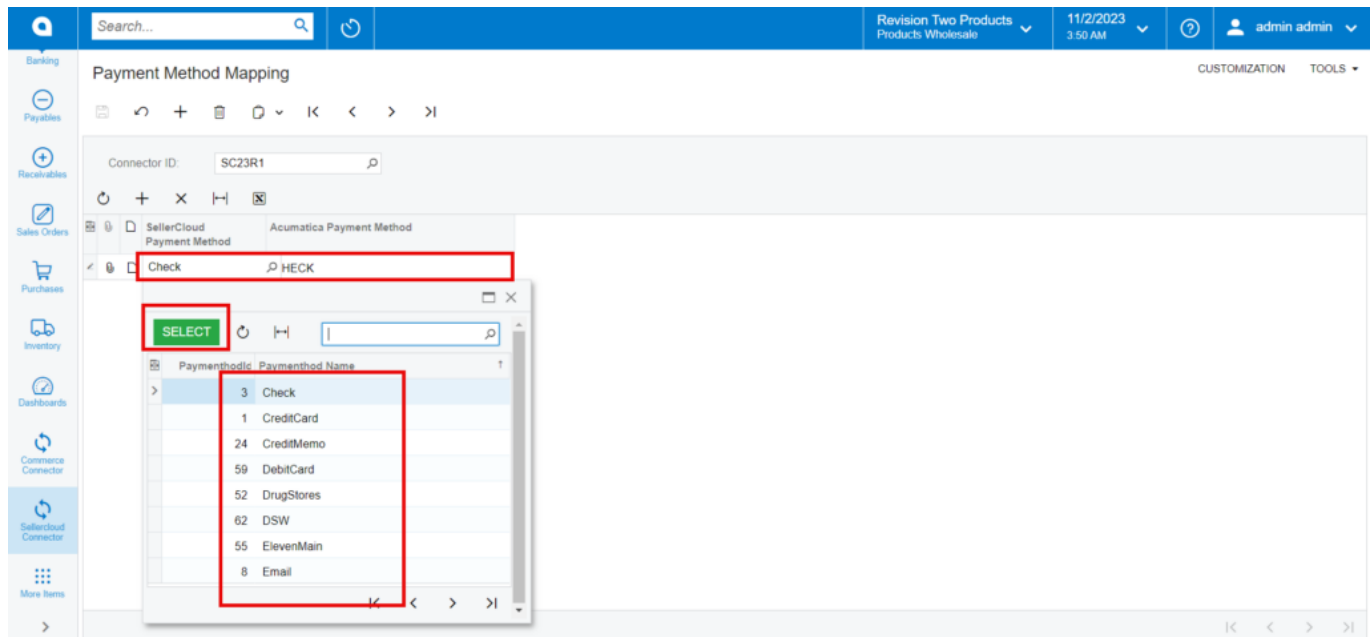 Search...
Revision Two Products
Products Wholesale
11/2/2023
3:50 AM
admin admin
Banking
Payables
Receivables
Sales Orders
Purchases
Inventory
Dashboards
Commerce
Connector
Sellercloud
Connector
More Items
Payment Method Mapping
CUSTOMIZATION TOOLS
Connector ID: SC23R1
SellerCloud
Payment Method
Acumatica Payment Method
Check HECK
SELECT
PaymenthodId Paymenthod Name
3 Check
1 CreditCard
24 CreditMemo
59 DebitCard
52 DrugStores
62 DSW
55 ElevenMain
8 Email